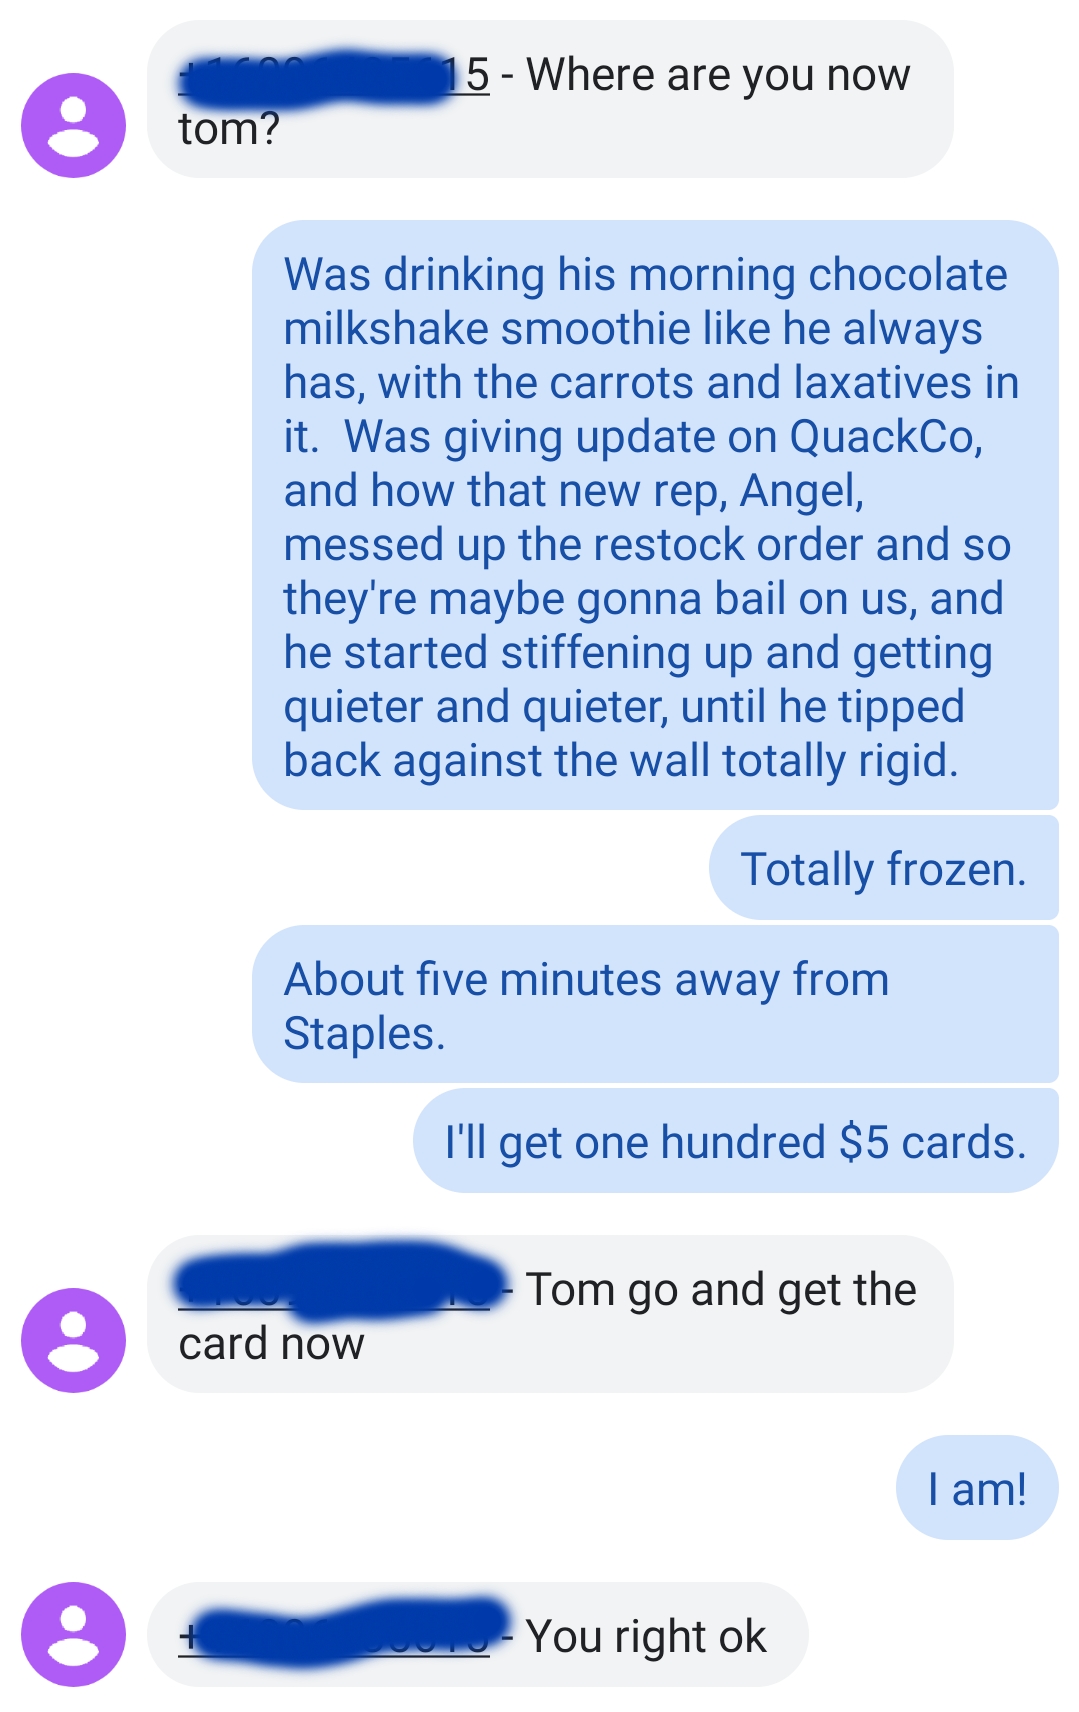 5 - Where are you now
tom?
Was drinking his morning chocolate
milkshake smoothie like he always
has, with the carrots and laxatives in
it.  Was giving update on QuackCo,
and how that new rep, Angel,
messed up the restock order and so
they're maybe gonna bail on us, and
he started stiffening up and getting
quieter and quieter, until he tipped
back against the wall totally rigid.
Totally frozen.
About five minutes away from
Staples.
I'll get one hundred $5 cards.
- Tom go and get the
card now
I am!
- You right ok